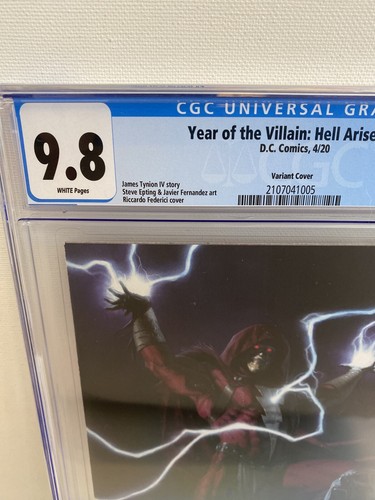 CGC UNIVERSAL GRA
9.8
WHITE Pages
Year of the Villain: Hell Arise
D.C. Comics, 4/20
Variant Cover
James Tynion IV story
Steve Epting & Javier Fernandez art
Riccardo Federici cover
2107041005
CGC